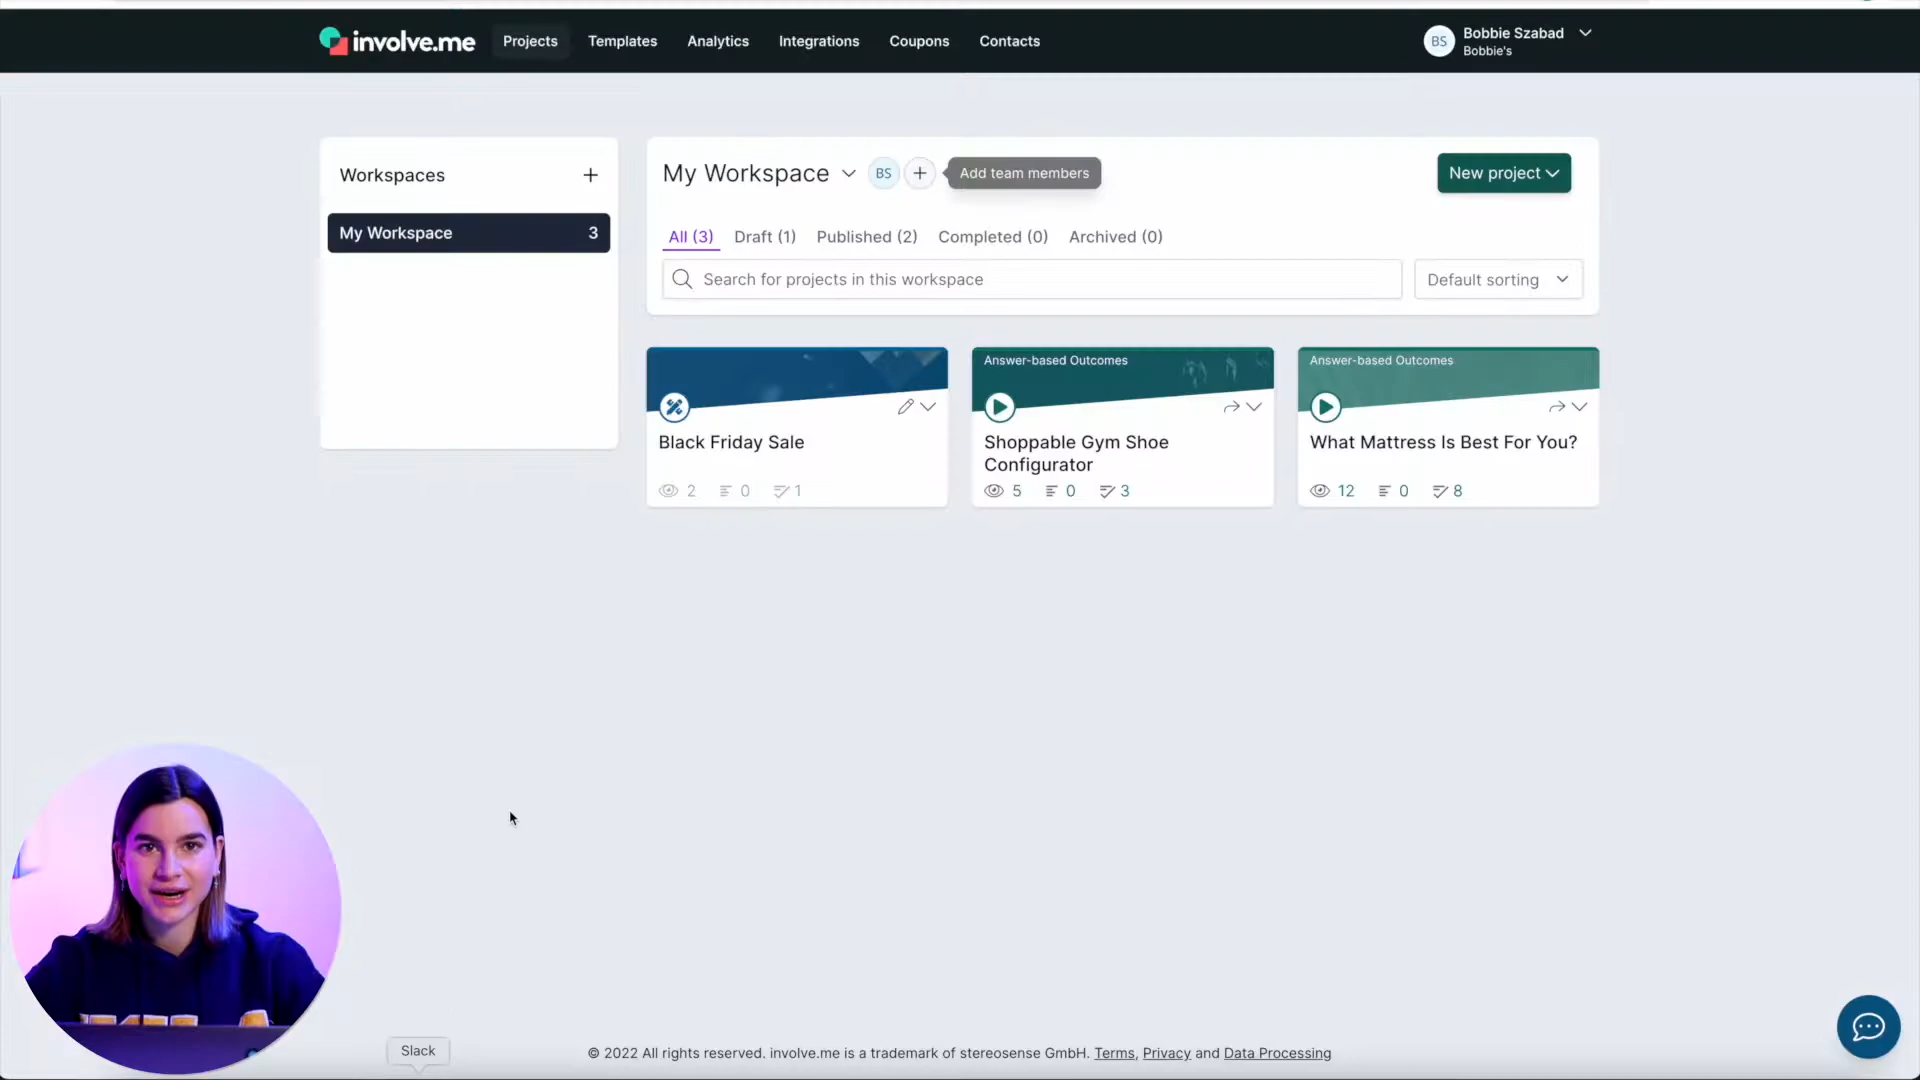 involve.me
Projects
Templates
Analytics
Integrations
Coupons
Contacts
BS
Bobbie Szabad
Bobbie's
Workspaces
My Workspace 3
My Workspace
BS
Add team members
New project
All (3)
Draft (1)
Published (2)
Completed (0)
Archived (0)
Search for projects in this workspace
Default sorting
Black Friday Sale
2 0 1
Answer-based Outcomes
Shoppable Gym Shoe
Configurator
5 0 3
Answer-based Outcomes
What Mattress Is Best For You?
12 0 8
Slack
© 2022 All rights reserved. involve.me is a trademark of stereosense GmbH. Terms, Privacy and Data Processing